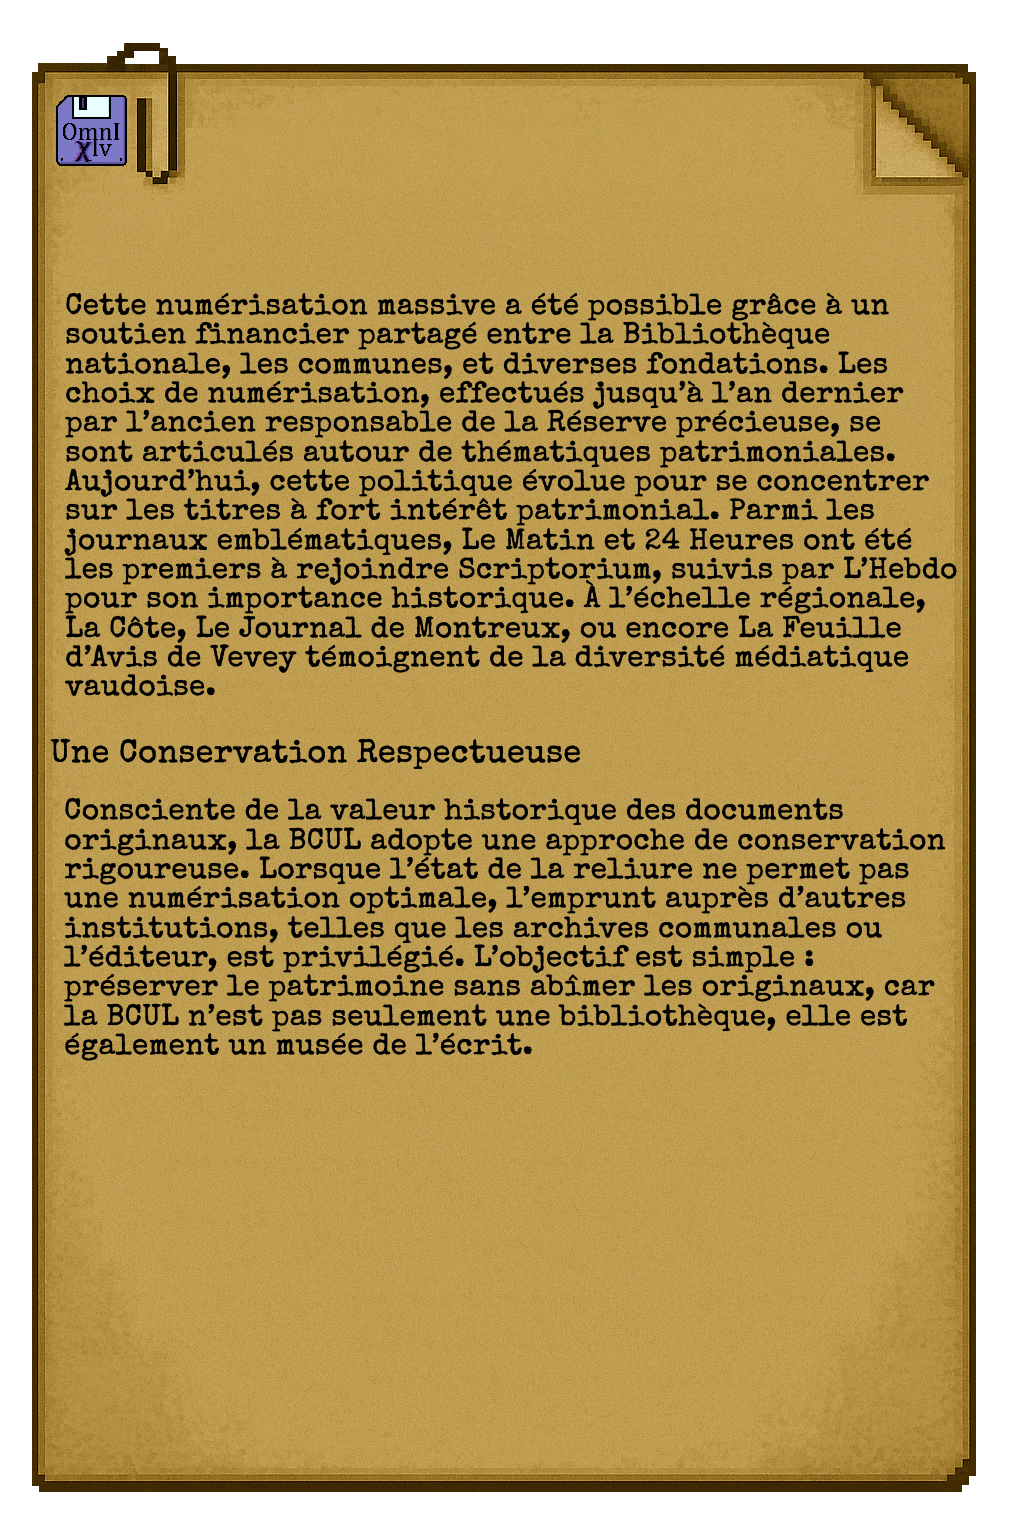 OmnI
χIv
Cette numérisation massive a été possible grâce à un
soutien financier partagé entre la Bibliothèque
nationale, les communes, et diverses fondations. Les
choix de numérisation, effectués jusqu'à l'an dernier
par l'ancien responsable de la Réserve précieuse, se
sont articulés autour de thématiques patrimoniales.
Aujourd'hui, cette politique évolue pour se concentrer
sur les titres à fort intérêt patrimonial. Parmi les
journaux emblématiques, Le Matin et 24 Heures ont été
les premiers à rejoindre Scriptorium, suivis par L'Hebdo
pour son importance historique. À l'échelle régionale,
La Côte, Le Journal de Montreux, ou encore La Feuille
d'Avis de Vevey témoignent de la diversité médiatique
vaudoise.
Une Conservation Respectueuse
Consciente de la valeur historique des documents
originaux, la BCUL adopte une approche de conservation
rigoureuse. Lorsque l'état de la reliure ne permet pas
une numérisation optimale, l'emprunt auprès d'autres
institutions, telles que les archives communales ou
l'éditeur, est privilégié. L'objectif est simple :
préserver le patrimoine sans abîmer les originaux, car
la BCUL n'est pas seulement une bibliothèque, elle est
également un musée de l'écrit.